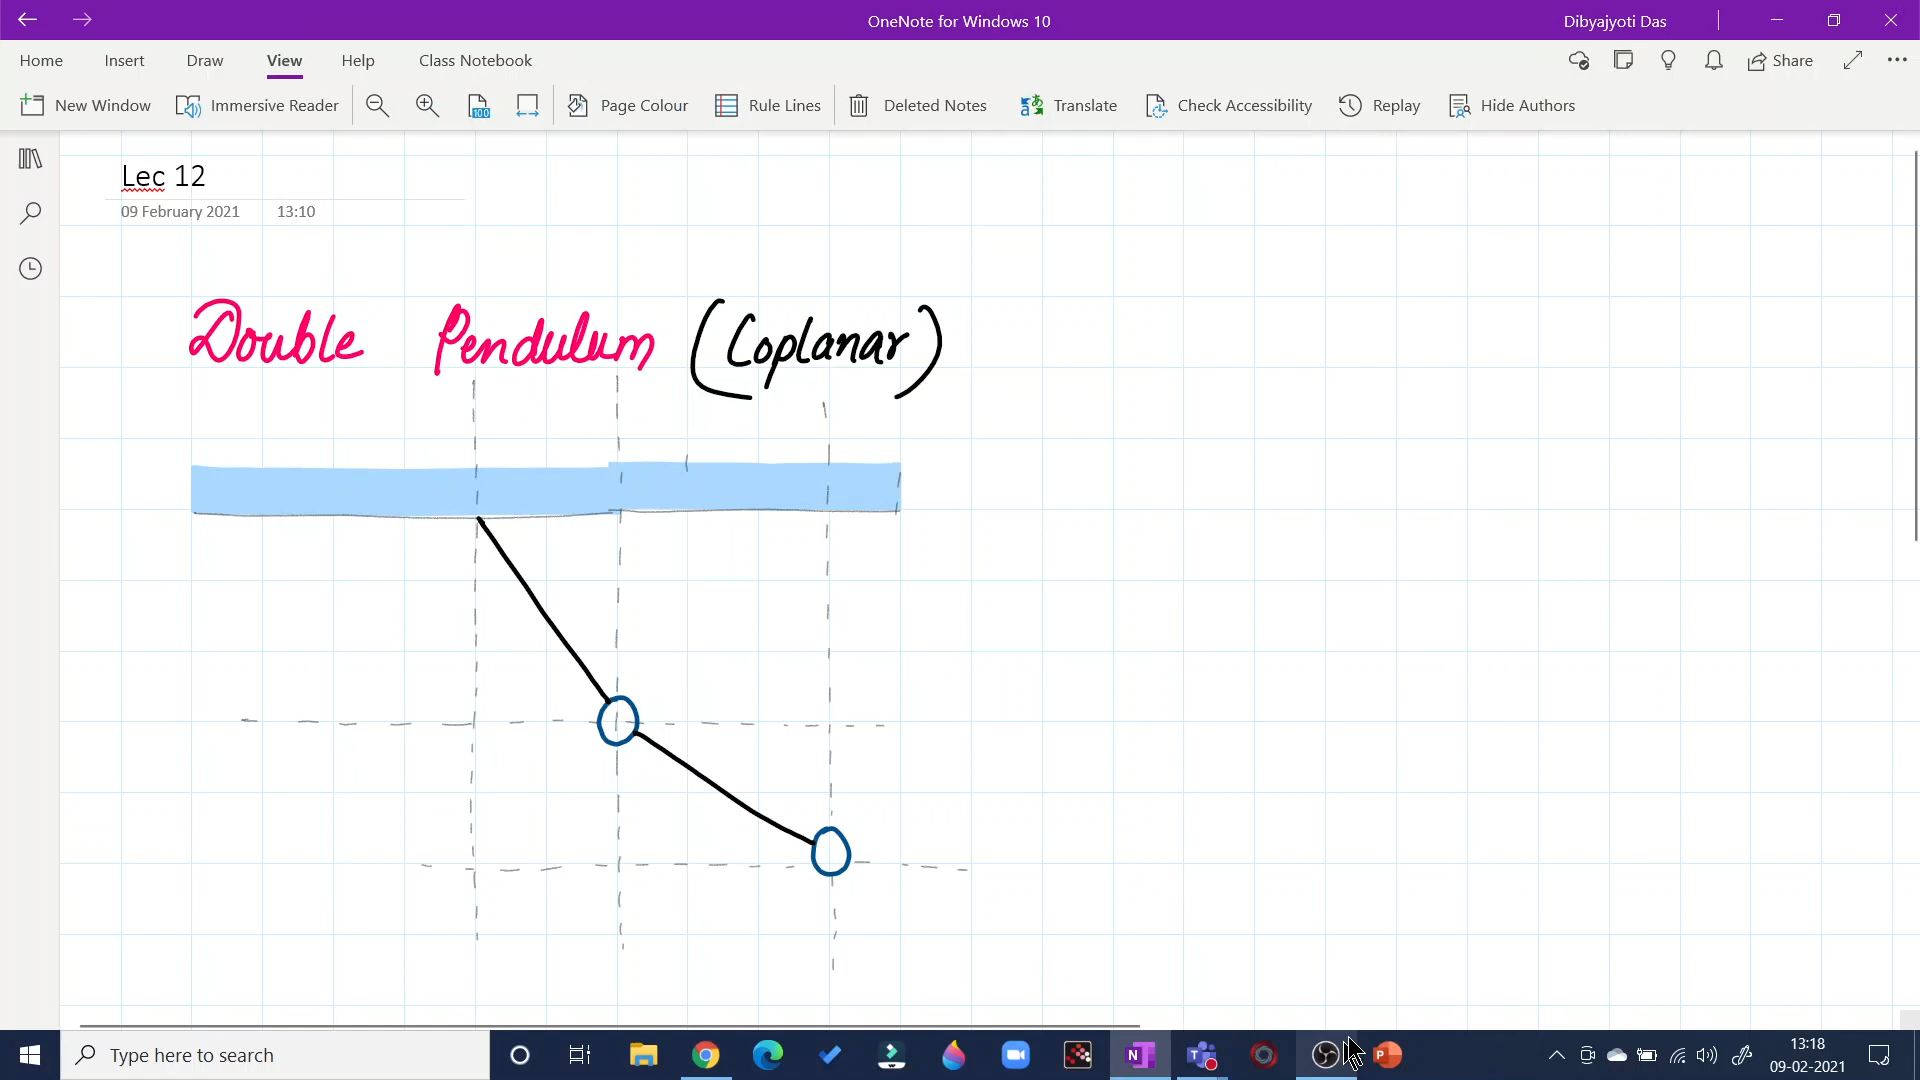 OneNote for Windows 10
Dibyajyoti Das
Home Insert Draw View Help Class Notebook
Share
New Window Immersive Reader 100 Page Colour Rule Lines Deleted Notes Translate Check Accessibility Replay Hide Authors
Lec 12
09 February 2021 13:10
Double Pendulum (Coplanar)
Type here to search
13:18
09-02-2021